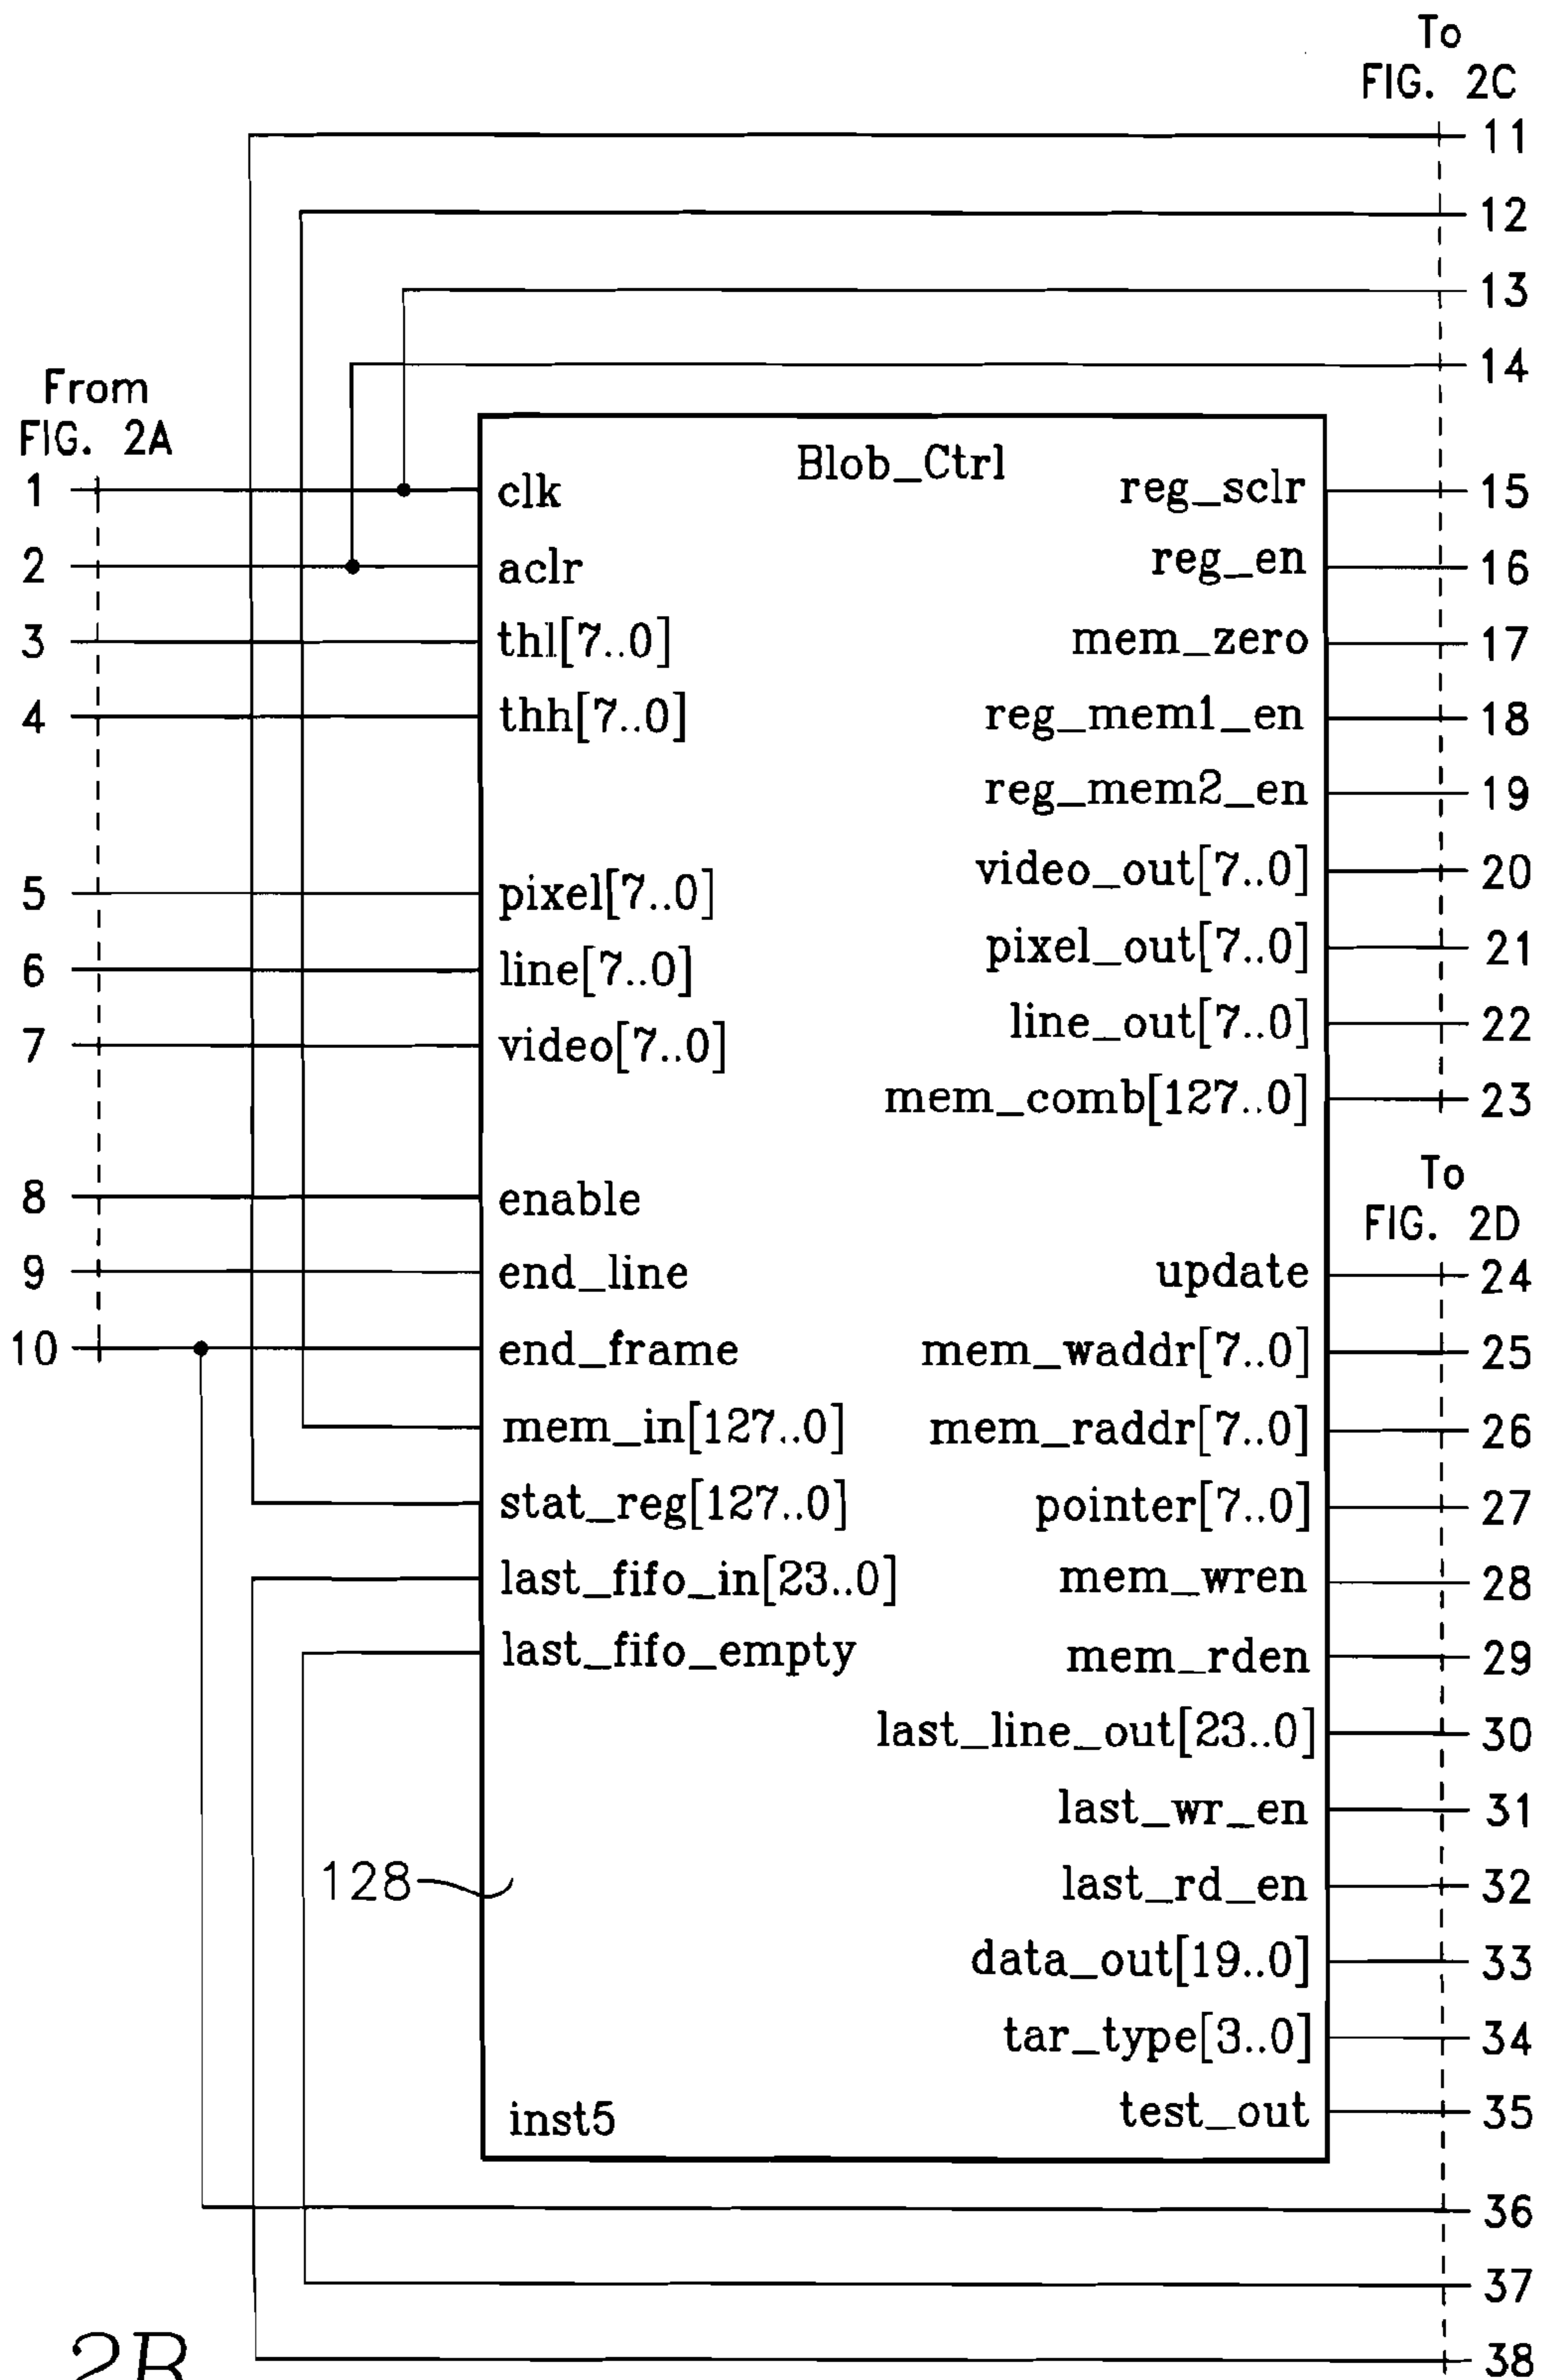 To
FIG. 2C
11
12
13
14
From
FIG. 2A
Blob_Ctrl
1 clk reg_sclr 15
2 aclr reg_en 16
3 thl[7..0] mem_zero 17
4 thh[7..0] reg_mem1_en 18
reg_mem2_en 19
video_out[7..0] 20
5 pixel[7..0]
pixel_out[7..0] 21
6 line[7..0]
line_out[7..0] 22
7 video[7..0]
mem_comb[127..0] 23
To
FIG. 2D
8 enable
9 end_line update 24
10 end_frame mem_waddr[7..0] 25
mem_in[127..0] mem_raddr[7..0] 26
stat_reg[127..0] pointer[7..0] 27
last_fifo_in[23..0] mem_wren 28
last_fifo_empty mem_rden 29
last_line_out[23..0] 30
last_wr_en 31
128 last_rd_en 32
data_out[19..0] 33
tar_type[3..0] 34
inst5 test_out 35
36
37
2B
38